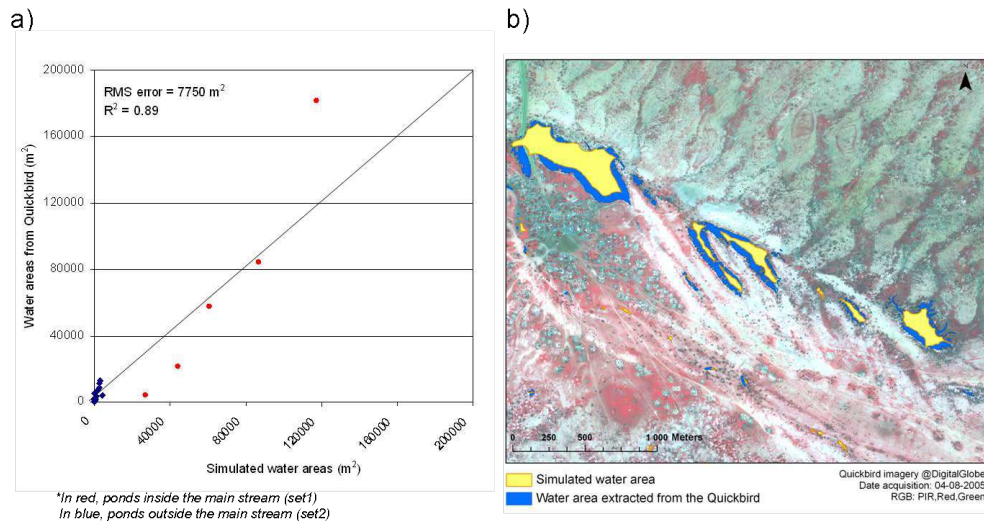 a)
b)
RMS error = 7750 m²
R² = 0.89
Water areas from Quickbird (m²)
200000
160000
120000
80000
40000
0
0
40000
80000
120000
160000
200000
Simulated water areas (m²)
*In red, ponds inside the main stream (set1)
In blue, ponds outside the main stream (set2)
0 250 500 1 000 Meters
Simulated water area
Water area extracted from the Quickbird
Quickbird imagery @DigitalGlobe
Date acquisition: 04-08-2005
RGB: PIR,Red,Green